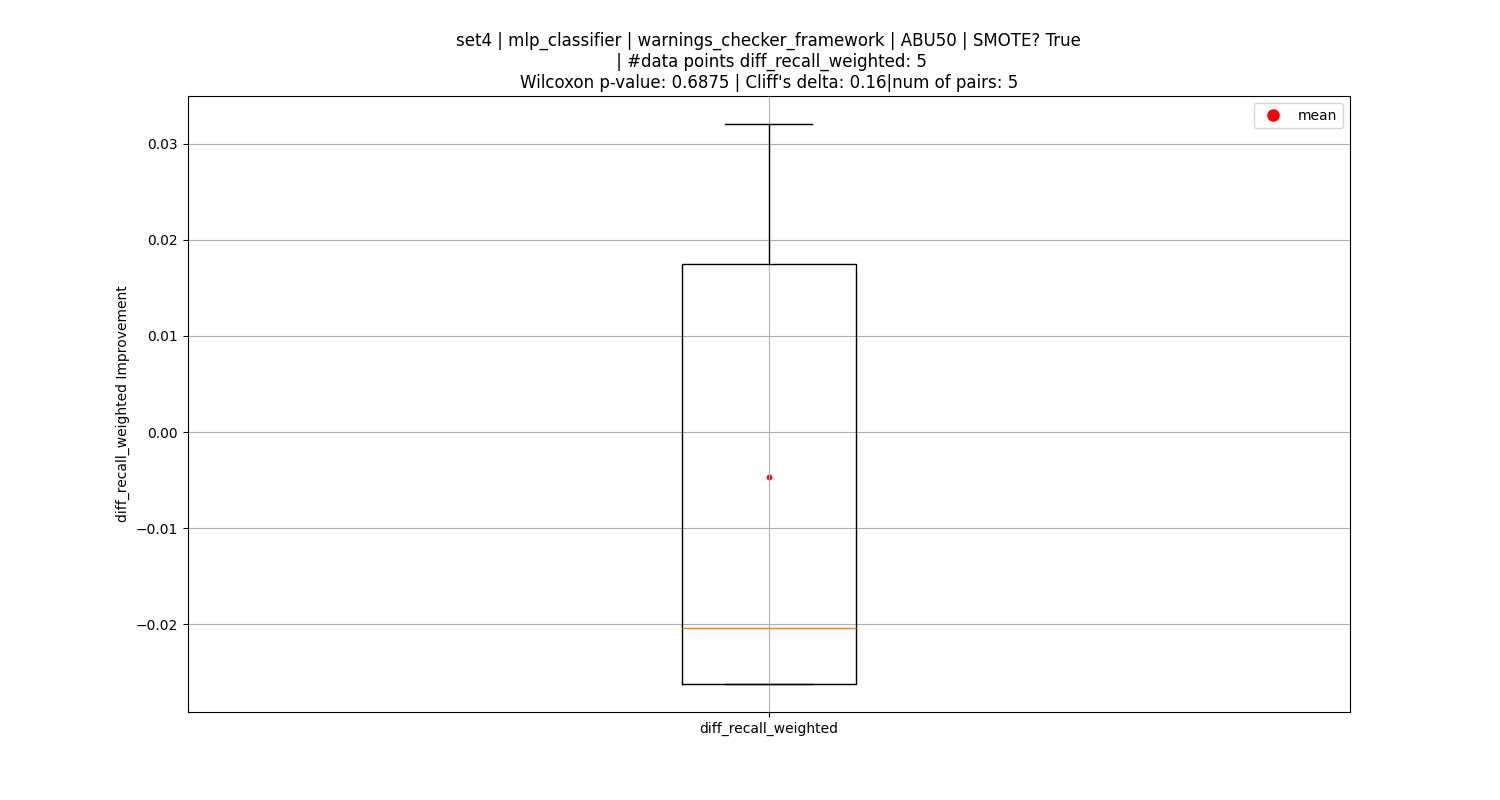 set4 | mlp_classifier | warnings_checker_framework | ABU50 | SMOTE? True
| #data points diff_recall_weighted: 5
Wilcoxon p-value: 0.6875 | Cliff's delta: 0.16|num of pairs: 5
mean
0.03
0.02
0.01
0.00
−0.01
−0.02
diff_recall_weighted Improvement
diff_recall_weighted